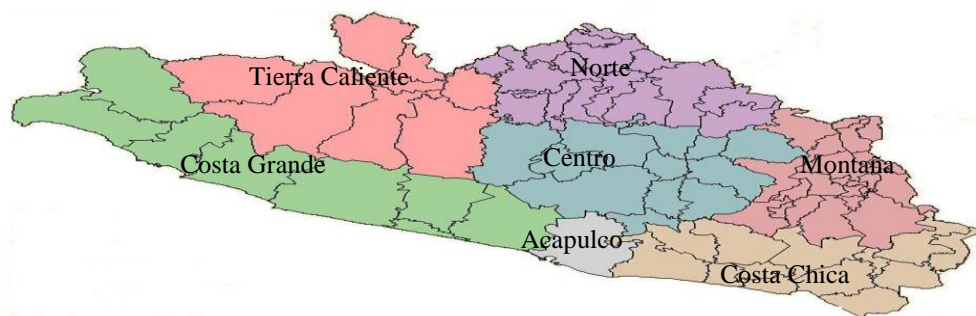 Norte
Tierra Caliente
Centro
Costa Grande
Montaña
Acapulco
Costa Chica